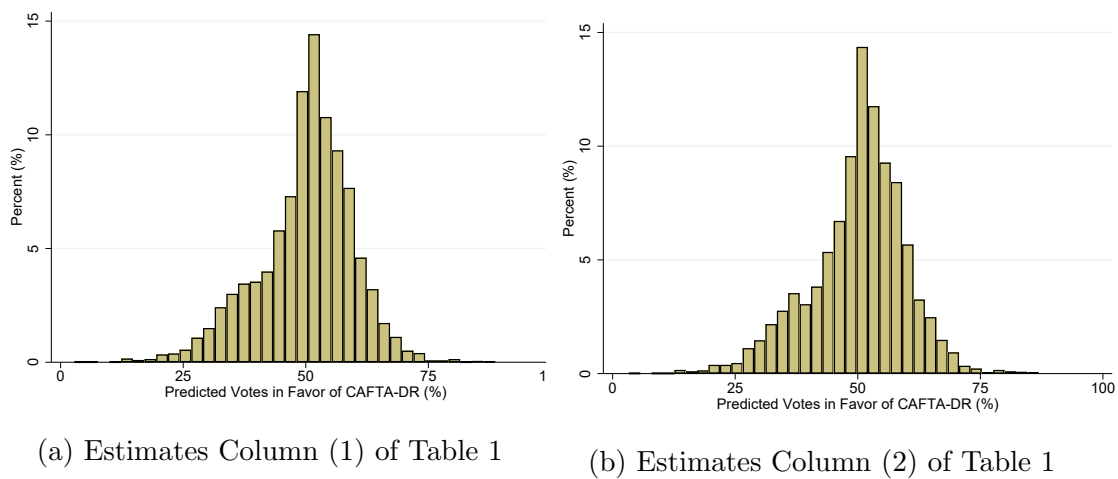 15
10
5
0
Percent (%)
0 25 50 75 1
Predicted Votes in Favor of CAFTA-DR (%)
(a) Estimates Column (1) of Table 1
15
10
5
0
Percent (%)
0 25 50 75 100
Predicted Votes in Favor of CAFTA-DR (%)
(b) Estimates Column (2) of Table 1